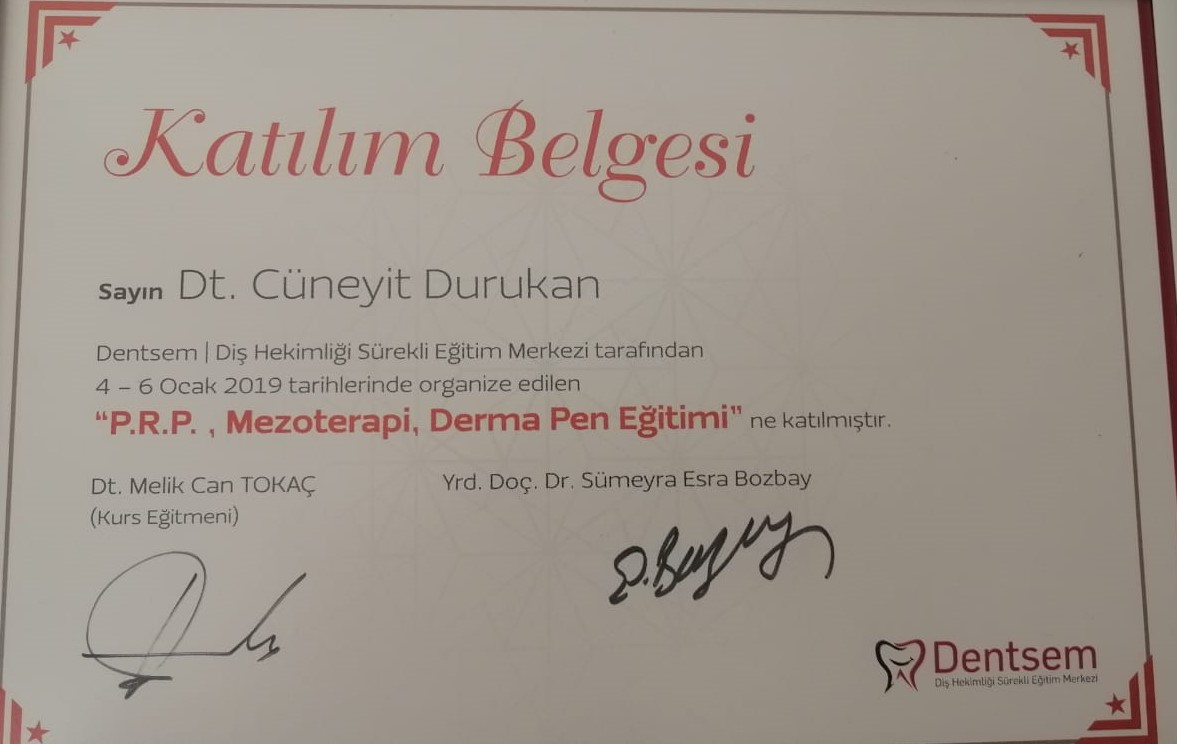 Katılım Belgesi
Sayın Dt. Cüneyit Durukan
Dentsem | Diş Hekimliği Sürekli Eğitim Merkezi tarafından
4 – 6 Ocak 2019 tarihlerinde organize edilen
“P.R.P. , Mezoterapi, Derma Pen Eğitimi” ne katılmıştır.
Dt. Melik Can TOKAÇ
(Kurs Eğitmeni)
Yrd. Doç. Dr. Sümeyra Esra Bozbay
Dentsem
Diş Hekimliği Sürekli Eğitim Merkezi